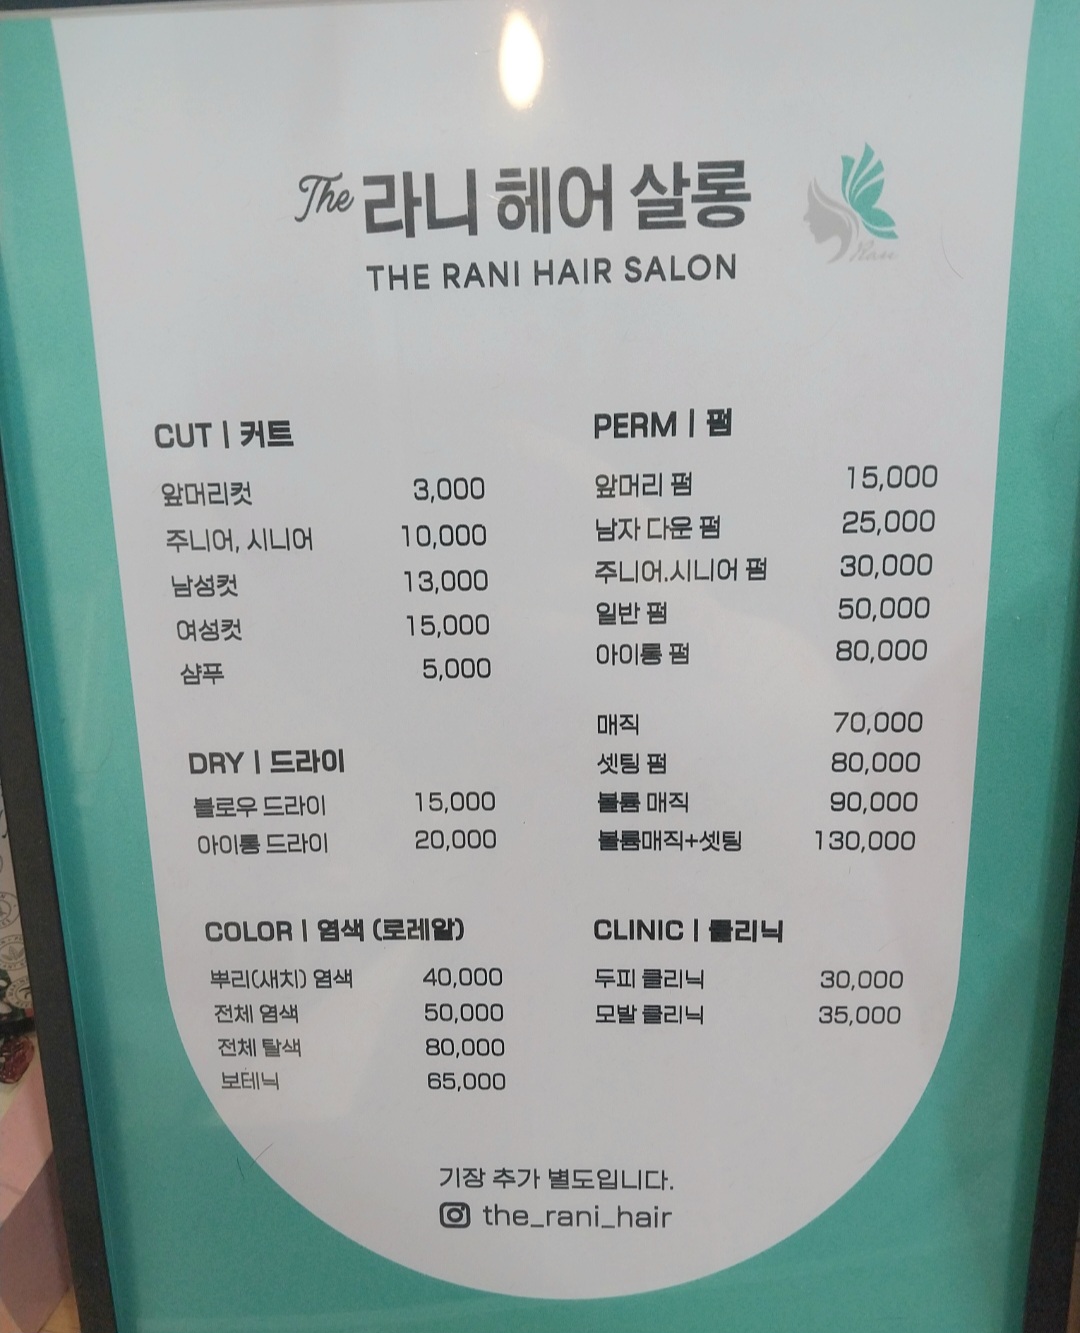 The 라니 헤어 살롱
THE RANI HAIR SALON
Rani
CUT | 커트
앞머리컷 3,000
주니어, 시니어 10,000
남성컷 13,000
여성컷 15,000
샴푸 5,000
DRY | 드라이
블로우 드라이 15,000
아이롱 드라이 20,000
COLOR | 염색 (로레알)
뿌리(새치) 염색 40,000
전체 염색 50,000
전체 탈색 80,000
보테닉 65,000
PERM | 펌
앞머리 펌 15,000
남자 다운 펌 25,000
주니어.시니어 펌 30,000
일반 펌 50,000
아이롱 펌 80,000
매직 70,000
셋팅 펌 80,000
볼륨 매직 90,000
볼륨매직+셋팅 130,000
CLINIC | 클리닉
두피 클리닉 30,000
모발 클리닉 35,000
기장 추가 별도입니다.
the_rani_hair